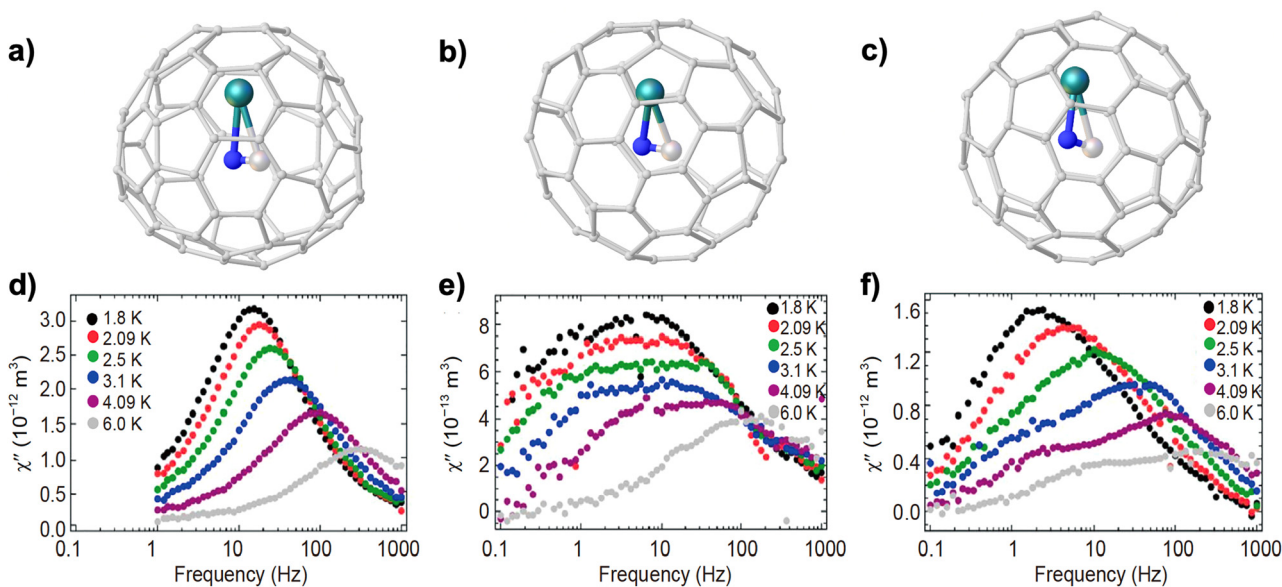 a)
b)
c)
d)
3.0
2.5
2.0
1.5
1.0
0.5
0.0
χ″ (10⁻¹² m³)
1.8 K
2.09 K
2.5 K
3.1 K
4.09 K
6.0 K
0.1 1 10 100 1000
Frequency (Hz)
e)
8
6
4
2
0
χ″ (10⁻¹³ m³)
1.8 K
2.09 K
2.5 K
3.1 K
4.09 K
6.0 K
0.1 1 10 100 1000
Frequency (Hz)
f)
1.6
1.2
0.8
0.4
0.0
χ″ (10⁻¹² m³)
1.8 K
2.09 K
2.5 K
3.1 K
4.09 K
6.0 K
0.1 1 10 100 1000
Frequency (Hz)